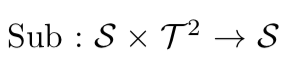 Sub : 𝒮 × 𝒯² → 𝒮